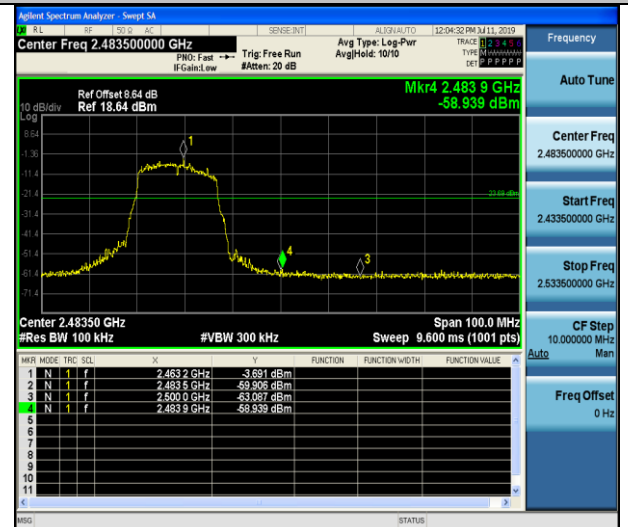 Agilent Spectrum Analyzer - Swept SA
RL RF 50 Ω AC SENSE:INT ALIGNAUTO 12:04:32 PM Jul 11, 2019
Center Freq 2.483500000 GHz
PNO: Fast
IFGain:Low
Trig: Free Run
#Atten: 20 dB
Avg Type: Log-Pwr
Avg|Hold: 10/10
TRACE 1 2 3 4 5 6
TYPE M
DET P P P P P P
Frequency
Auto Tune
Center Freq
2.483500000 GHz
Start Freq
2.433500000 GHz
Stop Freq
2.533500000 GHz
CF Step
10.000000 MHz
Auto Man
Freq Offset
0 Hz
Mkr4 2.483 9 GHz
-58.939 dBm
Ref Offset 8.64 dB
10 dB/div Ref 18.64 dBm
Log
8.64
-1.36
-11.4
-21.4
-31.4
-41.4
-51.4
-61.4
-71.4
1
-23.69 dBm
4
3
Center 2.48350 GHz Span 100.0 MHz
#Res BW 100 kHz #VBW 300 kHz Sweep 9.600 ms (1001 pts)
MKR MODE TRC SCL X Y FUNCTION FUNCTION WIDTH FUNCTION VALUE
1 N 1 f 2.463 2 GHz -3.691 dBm
2 N 1 f 2.483 5 GHz -59.906 dBm
3 N 1 f 2.500 0 GHz -63.087 dBm
4 N 1 f 2.483 9 GHz -58.939 dBm
5
6
7
8
9
10
11
MSG STATUS